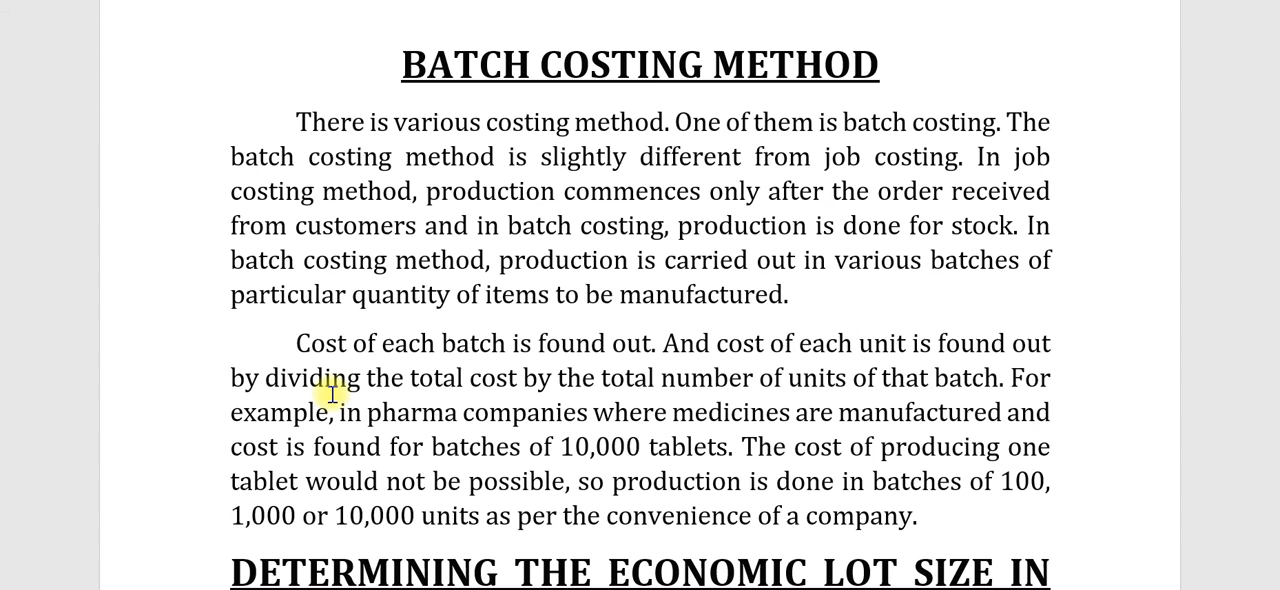 BATCH COSTING METHOD
There is various costing method. One of them is batch costing. The
batch costing method is slightly different from job costing. In job
costing method, production commences only after the order received
from customers and in batch costing, production is done for stock. In
batch costing method, production is carried out in various batches of
particular quantity of items to be manufactured.
Cost of each batch is found out. And cost of each unit is found out
by dividing the total cost by the total number of units of that batch. For
example, in pharma companies where medicines are manufactured and
cost is found for batches of 10,000 tablets. The cost of producing one
tablet would not be possible, so production is done in batches of 100,
1,000 or 10,000 units as per the convenience of a company.
DETERMINING THE ECONOMIC LOT SIZE IN